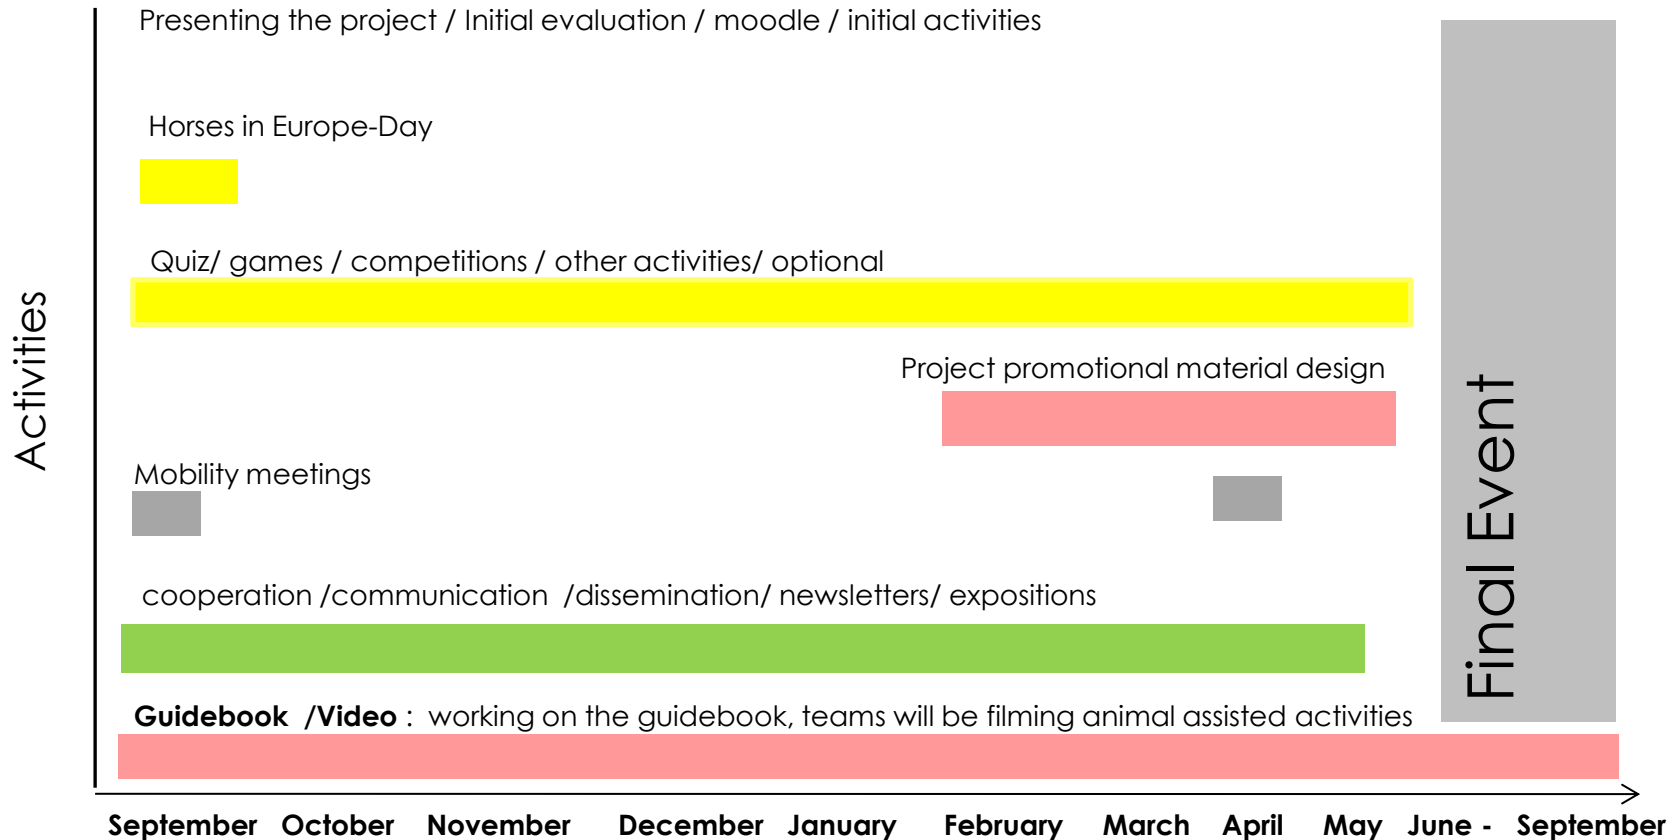 Presenting the project / Initial evaluation / moodle / initial activities
Horses in Europe-Day
Quiz/ games / competitions / other activities/ optional
Project promotional material design
Mobility meetings
cooperation /communication /dissemination/ newsletters/ expositions
Guidebook /Video : working on the guidebook, teams will be filming animal assisted activities
Activities
Final Event
September October November December January February March April May June - September